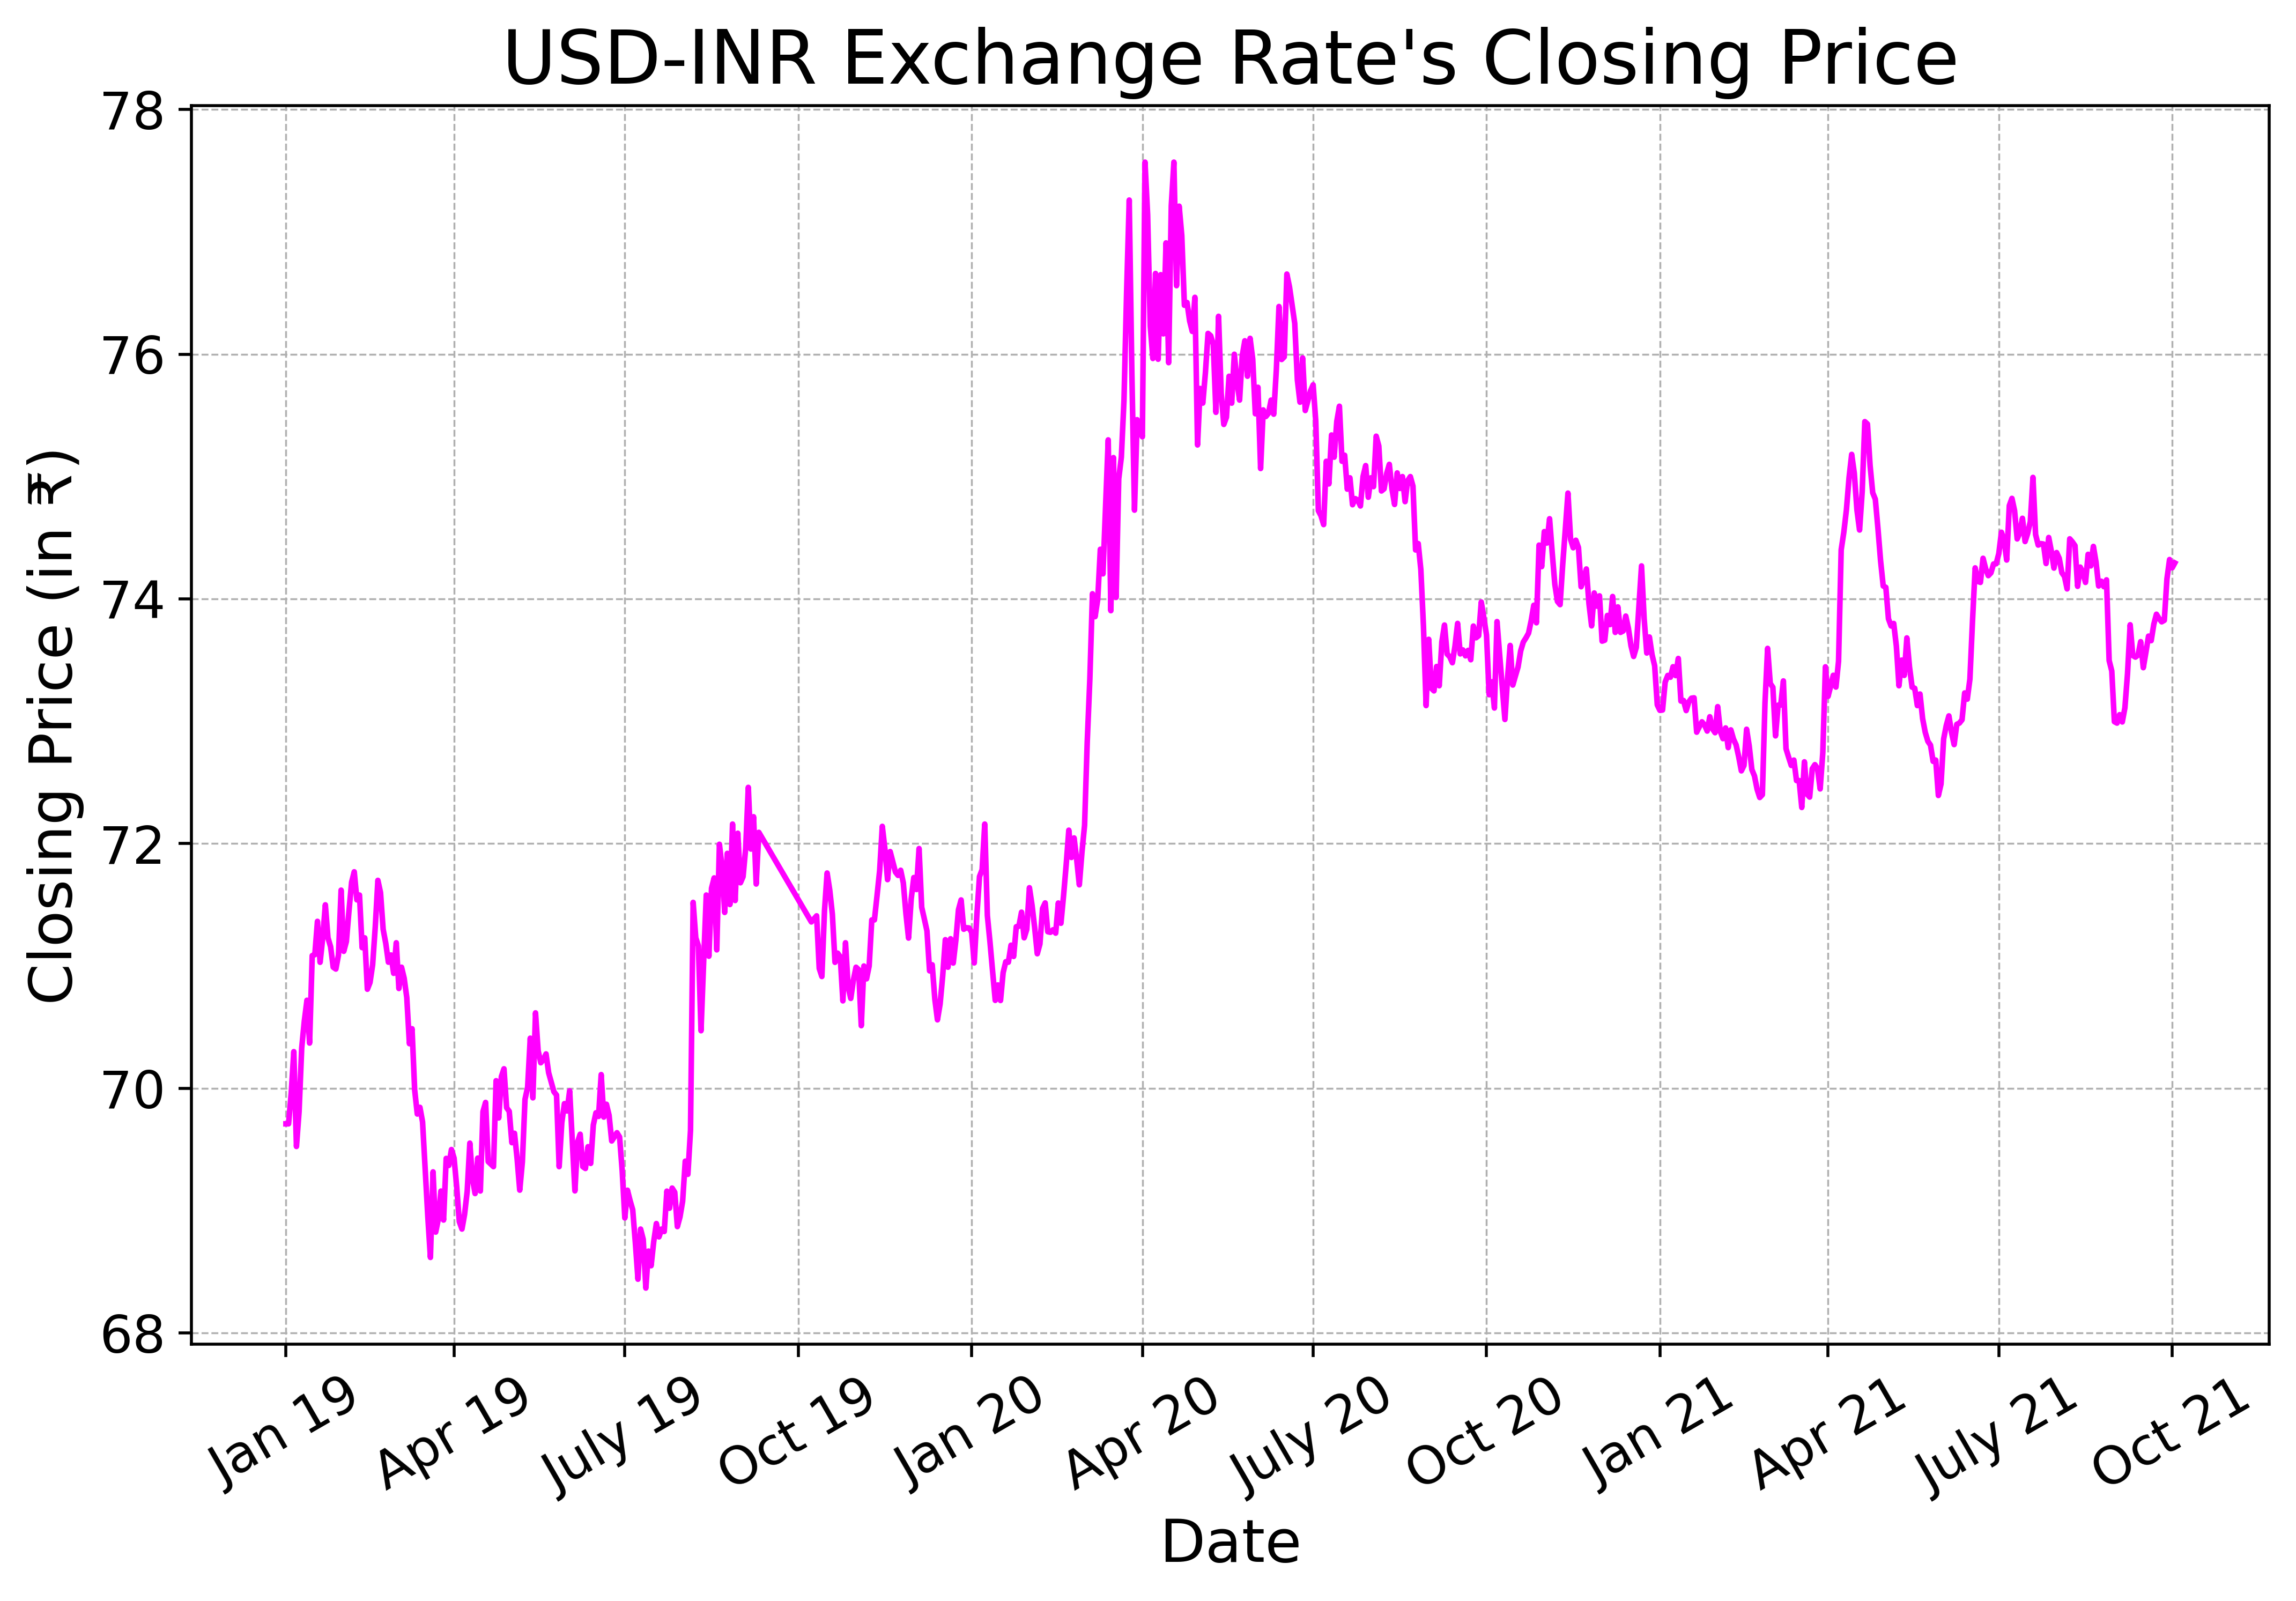 USD-INR Exchange Rate's Closing Price
Closing Price (in ₹)
78
76
74
72
70
68
Jan 19
Apr 19
July 19
Oct 19
Jan 20
Apr 20
July 20
Oct 20
Jan 21
Apr 21
July 21
Oct 21
Date